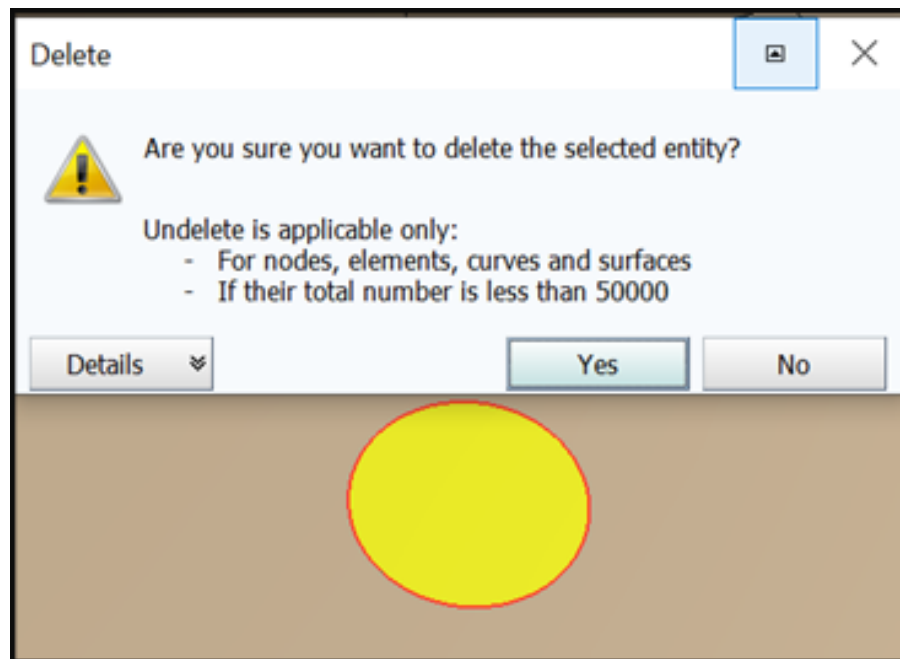 Delete
Are you sure you want to delete the selected entity?
Undelete is applicable only:
- For nodes, elements, curves and surfaces
- If their total number is less than 50000
Details
Yes
No